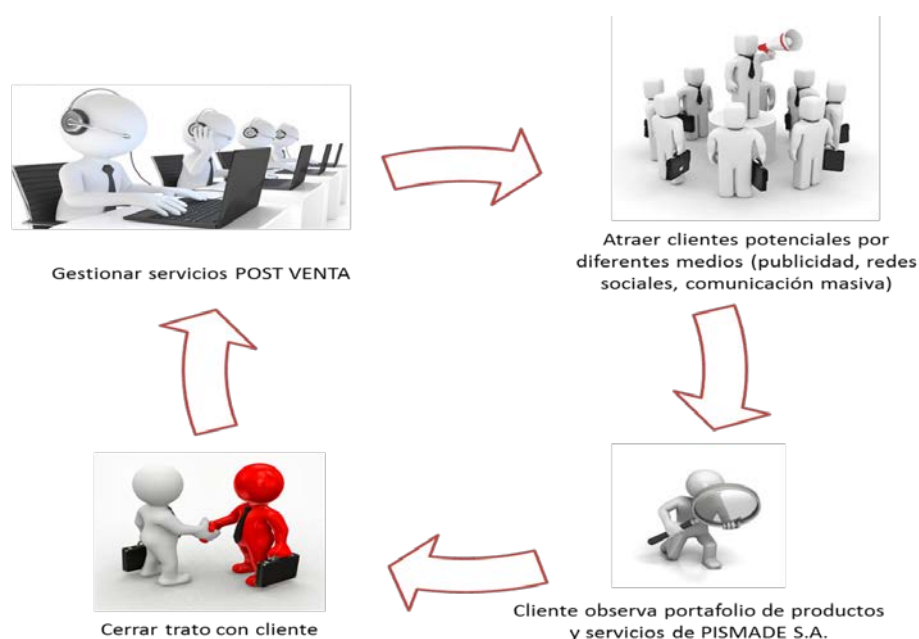 Gestionar servicios POST VENTA
Atraer clientes potenciales por
diferentes medios (publicidad, redes
sociales, comunicación masiva)
Cerrar trato con cliente
Cliente observa portafolio de productos
y servicios de PISMADE S.A.